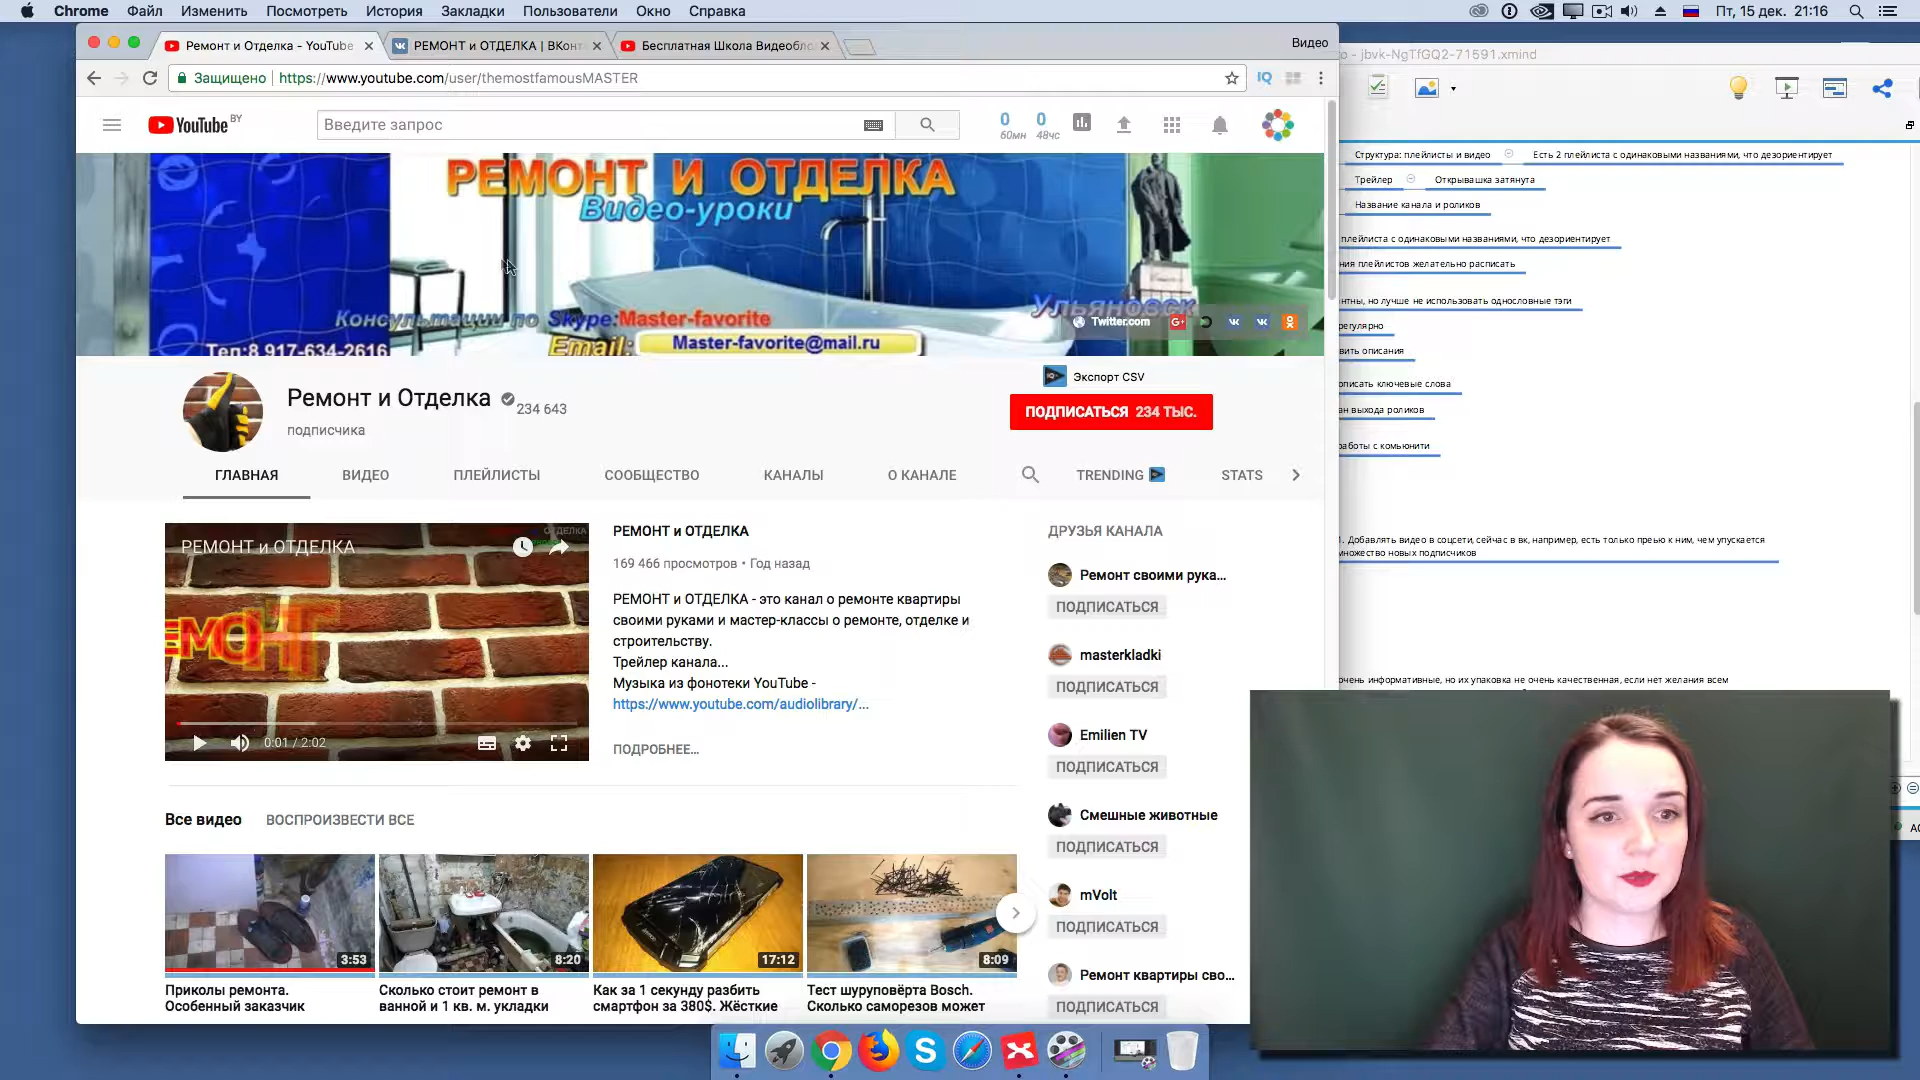 Chrome Файл Изменить Просмотреть История Закладки Пользователи Окно Справка
Пт, 15 дек. 21:16
Ремонт и Отделка - YouTube
РЕМОНТ и ОТДЕЛКА | ВКонт
Бесплатная Школа Видеобло
Видео
Защищено https://www.youtube.com/user/themostfamousMASTER
IQ
YouTube BY
Введите запрос
0 60мн
0 48чс
РЕМОНТ И ОТДЕЛКА
Видео-уроки
Ульяновск
Консультации по Skype:Master-favorite
Twitter.com
Тел:8 917-634-2616
Email: Master-favorite@mail.ru
Экспорт CSV
Ремонт и Отделка 234 643
подписчика
ПОДПИСАТЬСЯ 234 ТЫС.
ГЛАВНАЯ ВИДЕО ПЛЕЙЛИСТЫ СООБЩЕСТВО КАНАЛЫ О КАНАЛЕ TRENDING STATS
РЕМОНТ и ОТДЕЛКА
0:01 / 2:02
РЕМОНТ и ОТДЕЛКА
169 466 просмотров • Год назад
РЕМОНТ и ОТДЕЛКА - это канал о ремонте квартиры
своими руками и мастер-классы о ремонте, отделке и
строительству.
Трейлер канала...
Музыка из фонотеки YouTube -
https://www.youtube.com/audiolibrary/...
ПОДРОБНЕЕ...
ДРУЗЬЯ КАНАЛА
Ремонт своими рука...
ПОДПИСАТЬСЯ
masterkladki
ПОДПИСАТЬСЯ
Emilien TV
ПОДПИСАТЬСЯ
Смешные животные
ПОДПИСАТЬСЯ
mVolt
ПОДПИСАТЬСЯ
Ремонт квартиры сво...
ПОДПИСАТЬСЯ
Все видео ВОСПРОИЗВЕСТИ ВСЕ
3:53
8:20
17:12
8:09
Приколы ремонта.
Особенный заказчик
Сколько стоит ремонт в
ванной и 1 кв. м. укладки
Как за 1 секунду разбить
смартфон за 380$. Жёсткие
Тест шуруповёрта Bosch.
Сколько саморезов может
o - jbvk-NgTfGQ2-71591.xmind
Структура: плейлисты и видео
Есть 2 плейлиста с одинаковыми названиями, что дезориентирует
Трейлер
Открывашка затянута
Название канала и роликов
плейлиста с одинаковыми названиями, что дезориентирует
ния плейлистов желательно расписать
нтны, но лучше не использовать однословные тэги
регулярно
вить описания
описать ключевые слова
ан выхода роликов
работы с комьюнити
1. Добавлять видео в соцсети, сейчас в вк, например, есть только превью к ним, чем упускается
множество новых подписчиков
очень информативные, но их упаковка не очень качественная, если нет желания всем